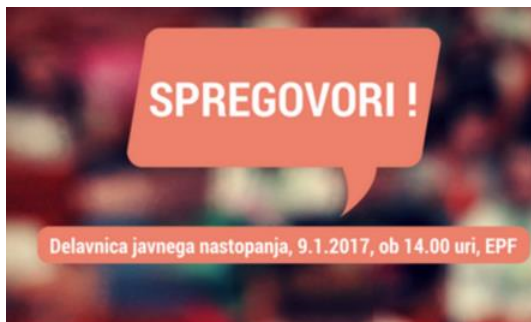 SPREGOVORI !
Delavnica javnega nastopanja, 9.1.2017, ob 14.00 uri, EPF